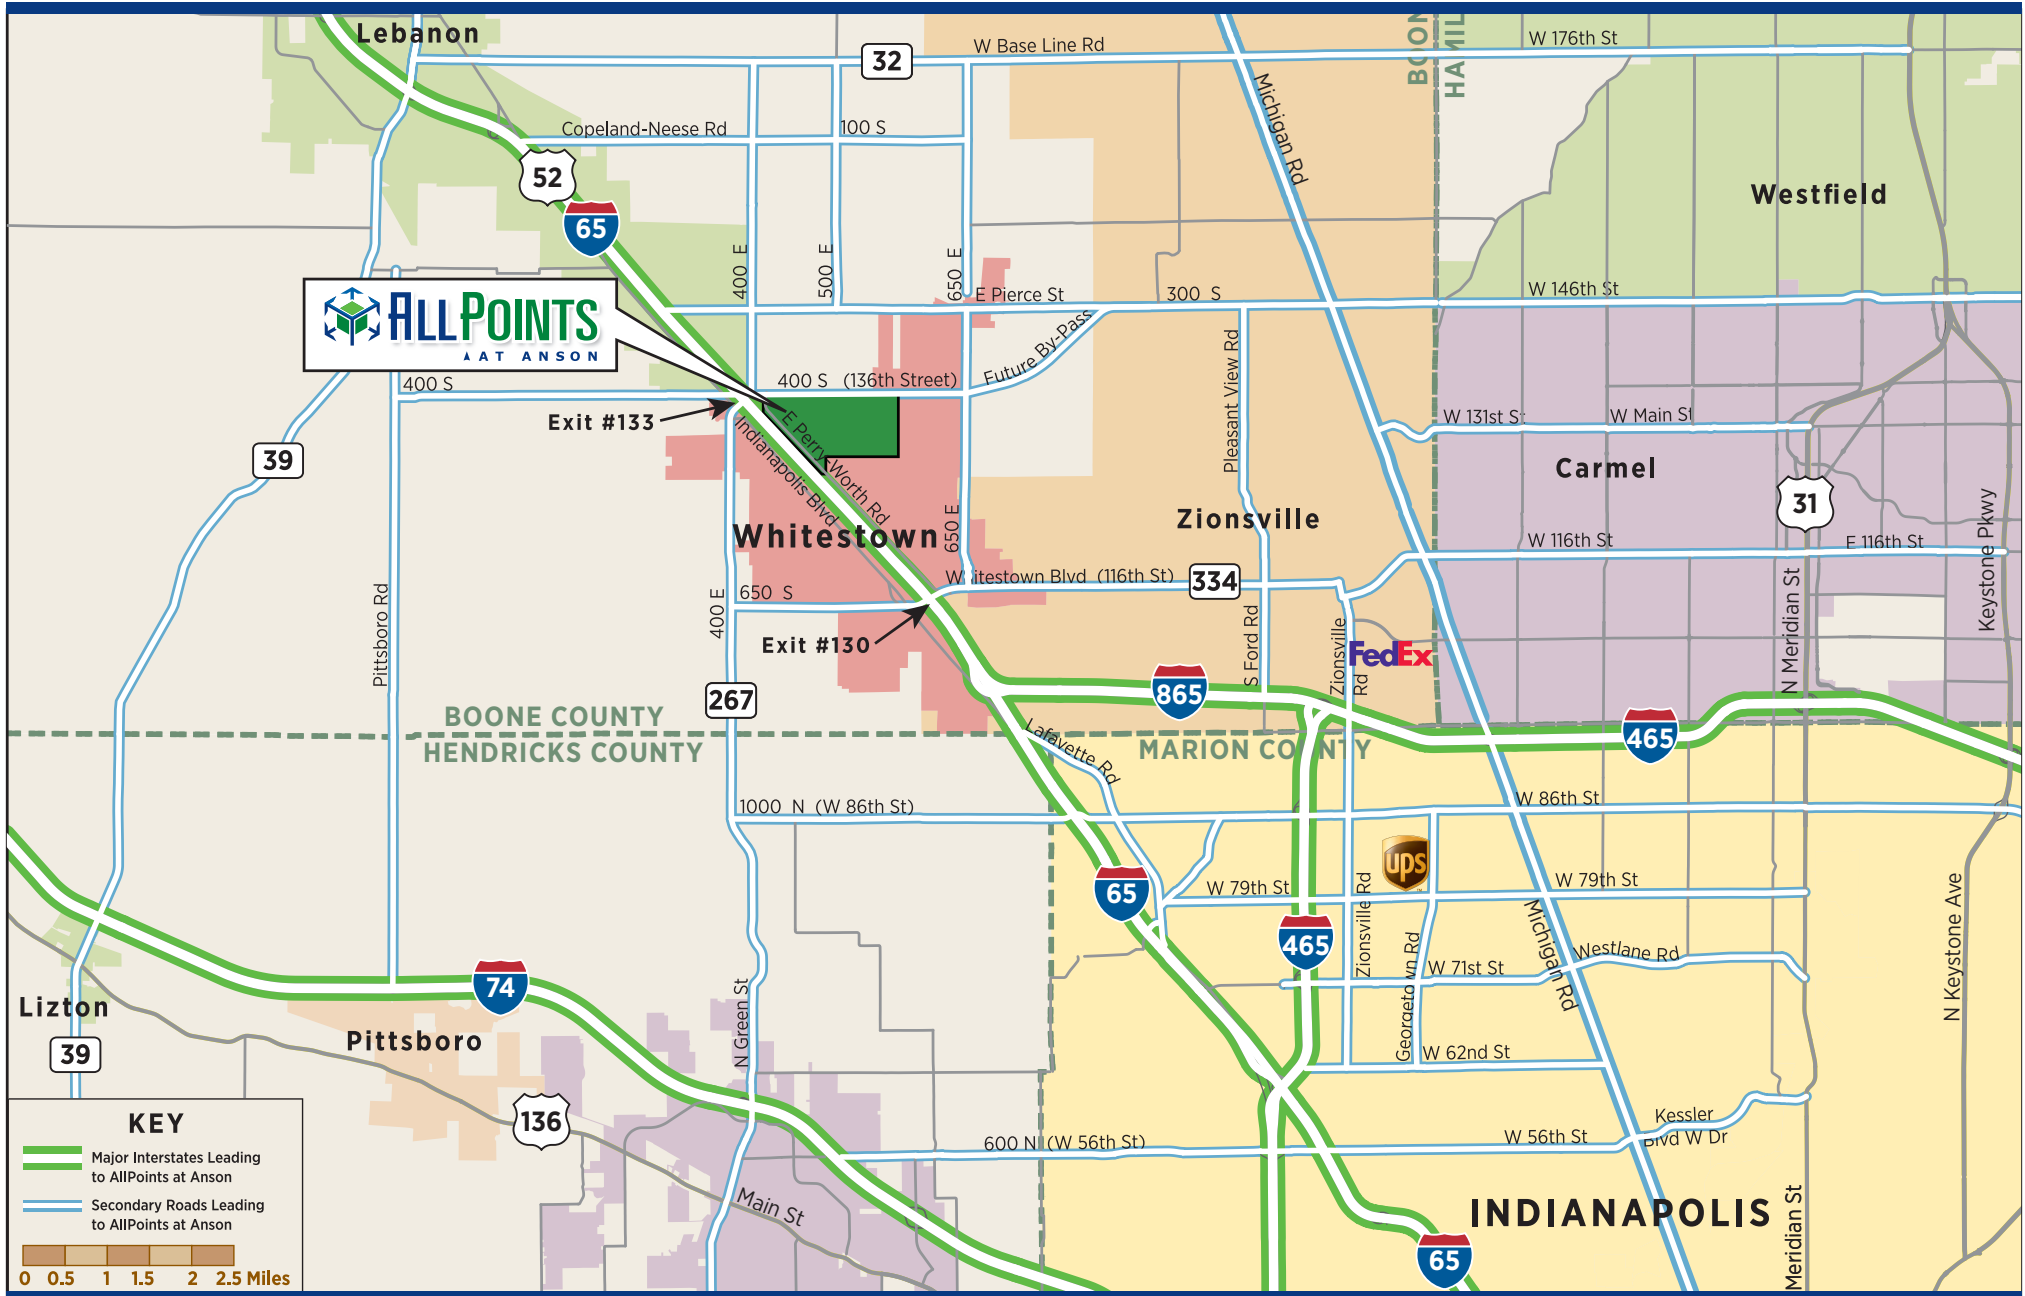 Lebanon
32
W Base Line Rd
W 176th St
BOON
HAMIL
Michigan Rd
Copeland-Neese Rd
100 S
52
65
Westfield
400 E
500 E
650 E
E Pierce St
300 S
W 146th St
ALLPOINTS
AT ANSON
Future By-Pass
Pleasant View Rd
400 S
400 S (136th Street)
Exit #133
E Perry-Worth Rd
Indianapolis Blvd
W 131st St
W Main St
39
Carmel
31
Keystone Pkwy
Whitestown
650 E
Zionsville
W 116th St
E 116th St
Whitestown Blvd (116th St)
334
Pittsboro Rd
400 E
650 S
Exit #130
S Ford Rd
Zionsville Rd
FedEx
N Meridian St
267
865
465
BOONE COUNTY
HENDRICKS COUNTY
MARION COUNTY
Lafayette Rd
1000 N (W 86th St)
W 86th St
ups
65
W 79th St
W 79th St
465
Zionsville Rd
Georgetown Rd
Michigan Rd
Westlane Rd
W 71st St
N Keystone Ave
74
Lizton
39
Pittsboro
N Green St
W 62nd St
136
600 N (W 56th St)
W 56th St
Kessler
Blvd W Dr
Main St
INDIANAPOLIS
Meridian St
65
KEY
Major Interstates Leading
to AllPoints at Anson
Secondary Roads Leading
to AllPoints at Anson
0 0.5 1 1.5 2 2.5 Miles